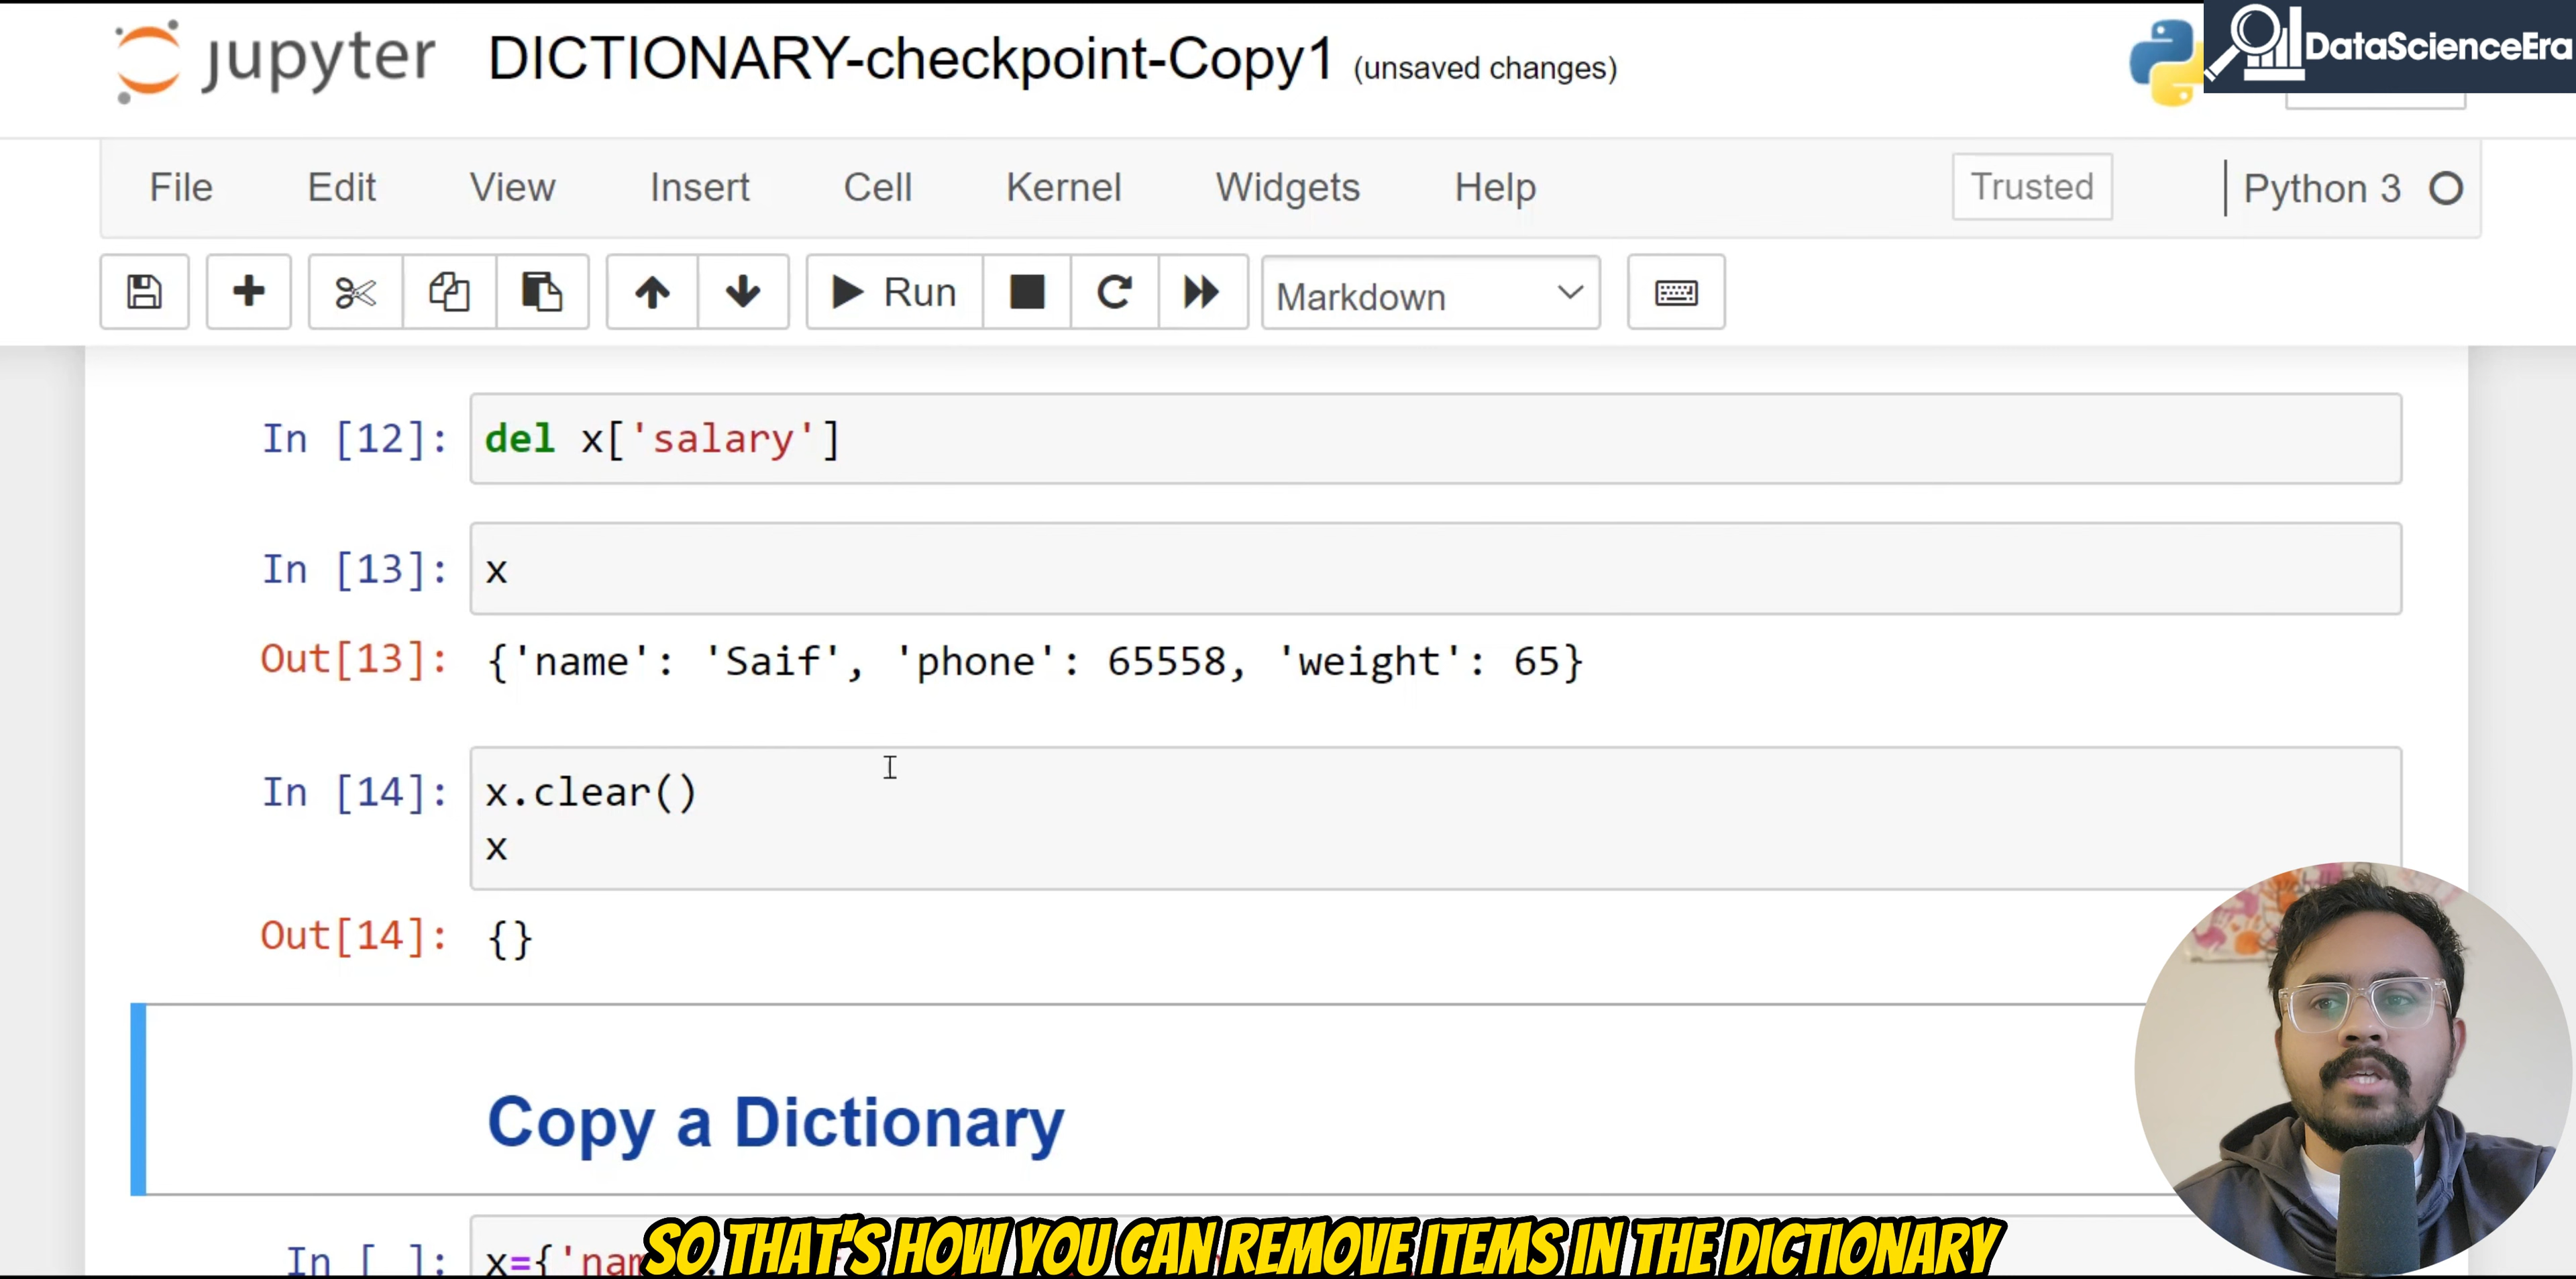 jupyter DICTIONARY-checkpoint-Copy1 (unsaved changes)
DataScienceEra
File Edit View Insert Cell Kernel Widgets Help Trusted Python 3
Run Markdown
In [12]: del x['salary']
In [13]: x
Out[13]: {'name': 'Saif', 'phone': 65558, 'weight': 65}
In [14]: x.clear()
x
Out[14]: {}
Copy a Dictionary
In [ ]: x={'nam
SO THAT'S HOW YOU CAN REMOVE ITEMS IN THE DICTIONARY